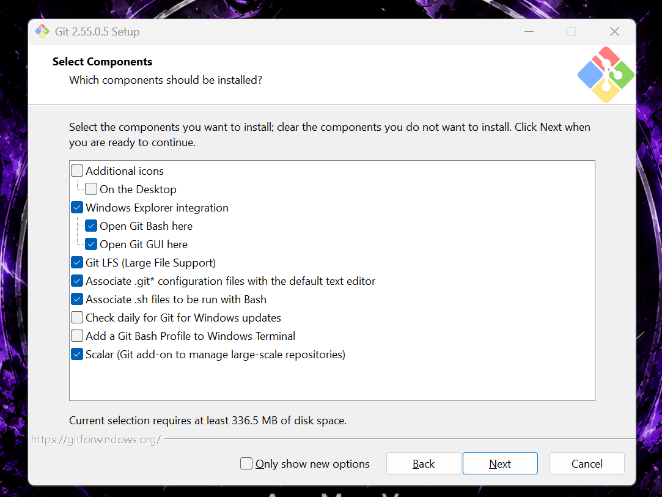 Git 2.55.0.5 Setup
Select Components
Which components should be installed?
Select the components you want to install; clear the components you do not want to install. Click Next when
you are ready to continue.
Additional icons
On the Desktop
Windows Explorer integration
Open Git Bash here
Open Git GUI here
Git LFS (Large File Support)
Associate .git* configuration files with the default text editor
Associate .sh files to be run with Bash
Check daily for Git for Windows updates
Add a Git Bash Profile to Windows Terminal
Scalar (Git add-on to manage large-scale repositories)
Current selection requires at least 336.5 MB of disk space.
https://gitforwindows.org/
Only show new options
Back
Next
Cancel